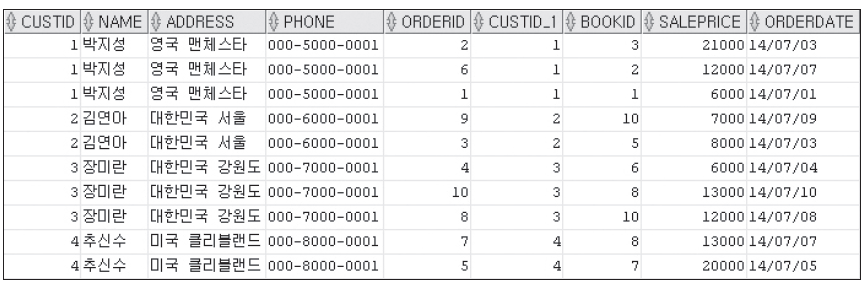 CUSTID NAME ADDRESS PHONE ORDERID CUSTID_1 BOOKID SALEPRICE ORDERDATE
1 박지성 영국 맨체스타 000-5000-0001 2 1 3 21000 14/07/03
1 박지성 영국 맨체스타 000-5000-0001 6 1 2 12000 14/07/07
1 박지성 영국 맨체스타 000-5000-0001 1 1 1 6000 14/07/01
2 김연아 대한민국 서울 000-6000-0001 9 2 10 7000 14/07/09
2 김연아 대한민국 서울 000-6000-0001 3 2 5 8000 14/07/03
3 장미란 대한민국 강원도 000-7000-0001 4 3 6 6000 14/07/04
3 장미란 대한민국 강원도 000-7000-0001 10 3 8 13000 14/07/10
3 장미란 대한민국 강원도 000-7000-0001 8 3 10 12000 14/07/08
4 추신수 미국 클리블랜드 000-8000-0001 7 4 8 13000 14/07/07
4 추신수 미국 클리블랜드 000-8000-0001 5 4 7 20000 14/07/05